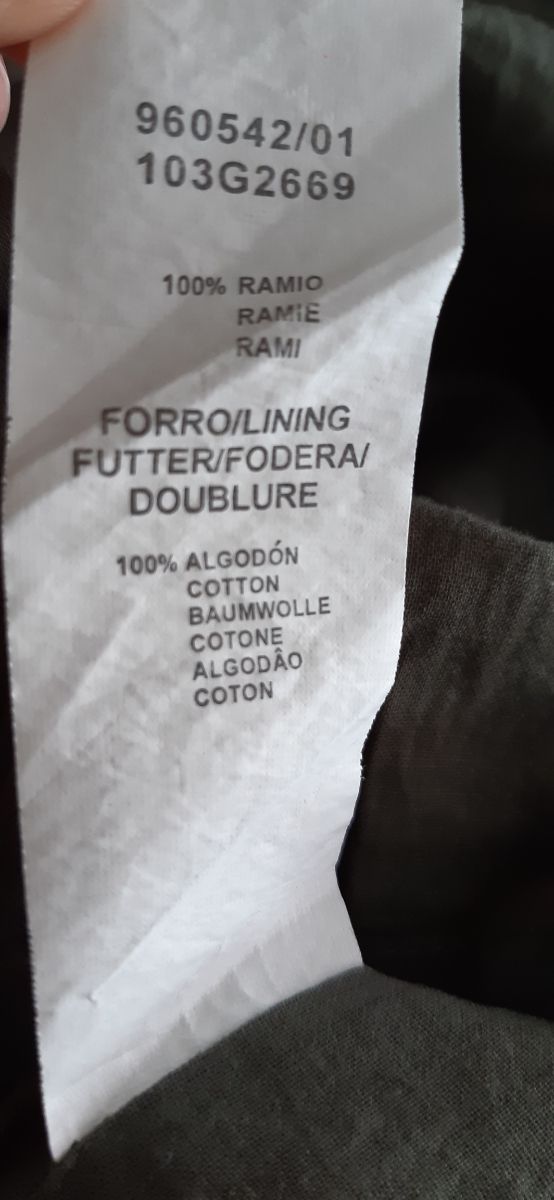 960542/01
103G2669
100% RAMIO
RAMIE
RAMI
FORRO/LINING
FUTTER/FODERA/
DOUBLURE
100% ALGODÓN
COTTON
BAUMWOLLE
COTONE
ALGODÂO
COTON